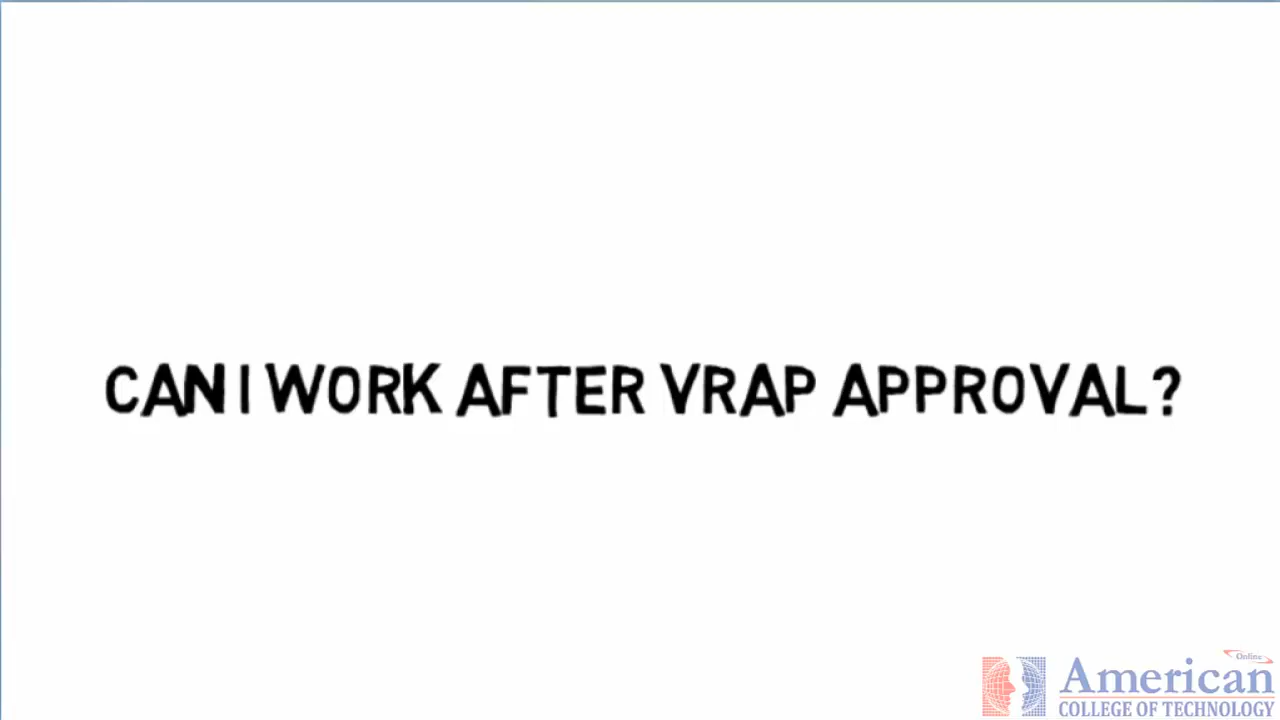 CAN I WORK AFTER VRAP APPROVAL?
Online
American
COLLEGE OF TECHNOLOGY